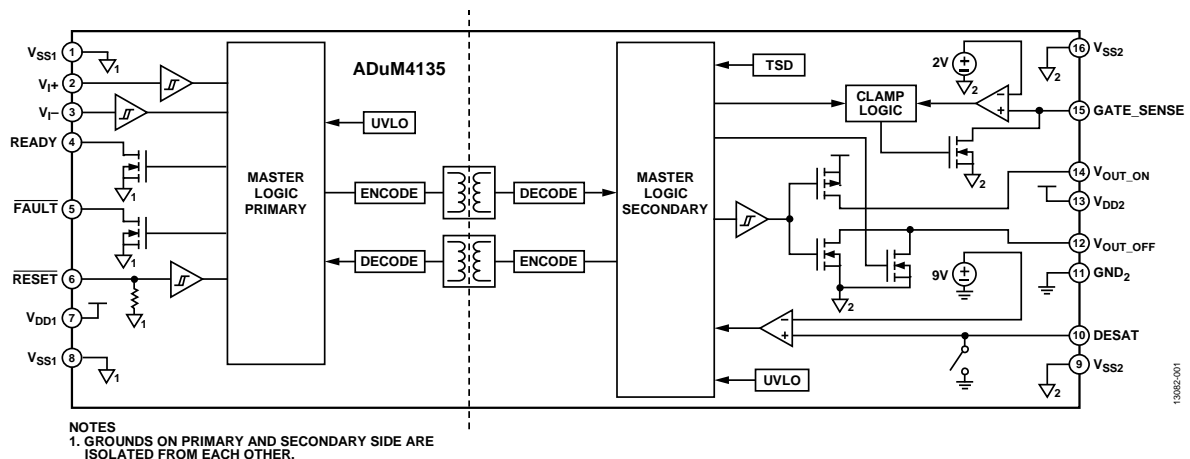 ADuM4135
VSS1 1
VI+ 2
VI− 3
READY 4
FAULT 5
RESET 6
VDD1 7
VSS1 8
1
1
1
1
1
MASTER
LOGIC
PRIMARY
UVLO
ENCODE
DECODE
DECODE
ENCODE
MASTER
LOGIC
SECONDARY
TSD
UVLO
CLAMP
LOGIC
2V
2
2
2
2
9V
2
16 VSS2
15 GATE_SENSE
14 VOUT_ON
13 VDD2
12 VOUT_OFF
11 GND2
10 DESAT
9 VSS2
NOTES
1. GROUNDS ON PRIMARY AND SECONDARY SIDE ARE
ISOLATED FROM EACH OTHER.
13082-001